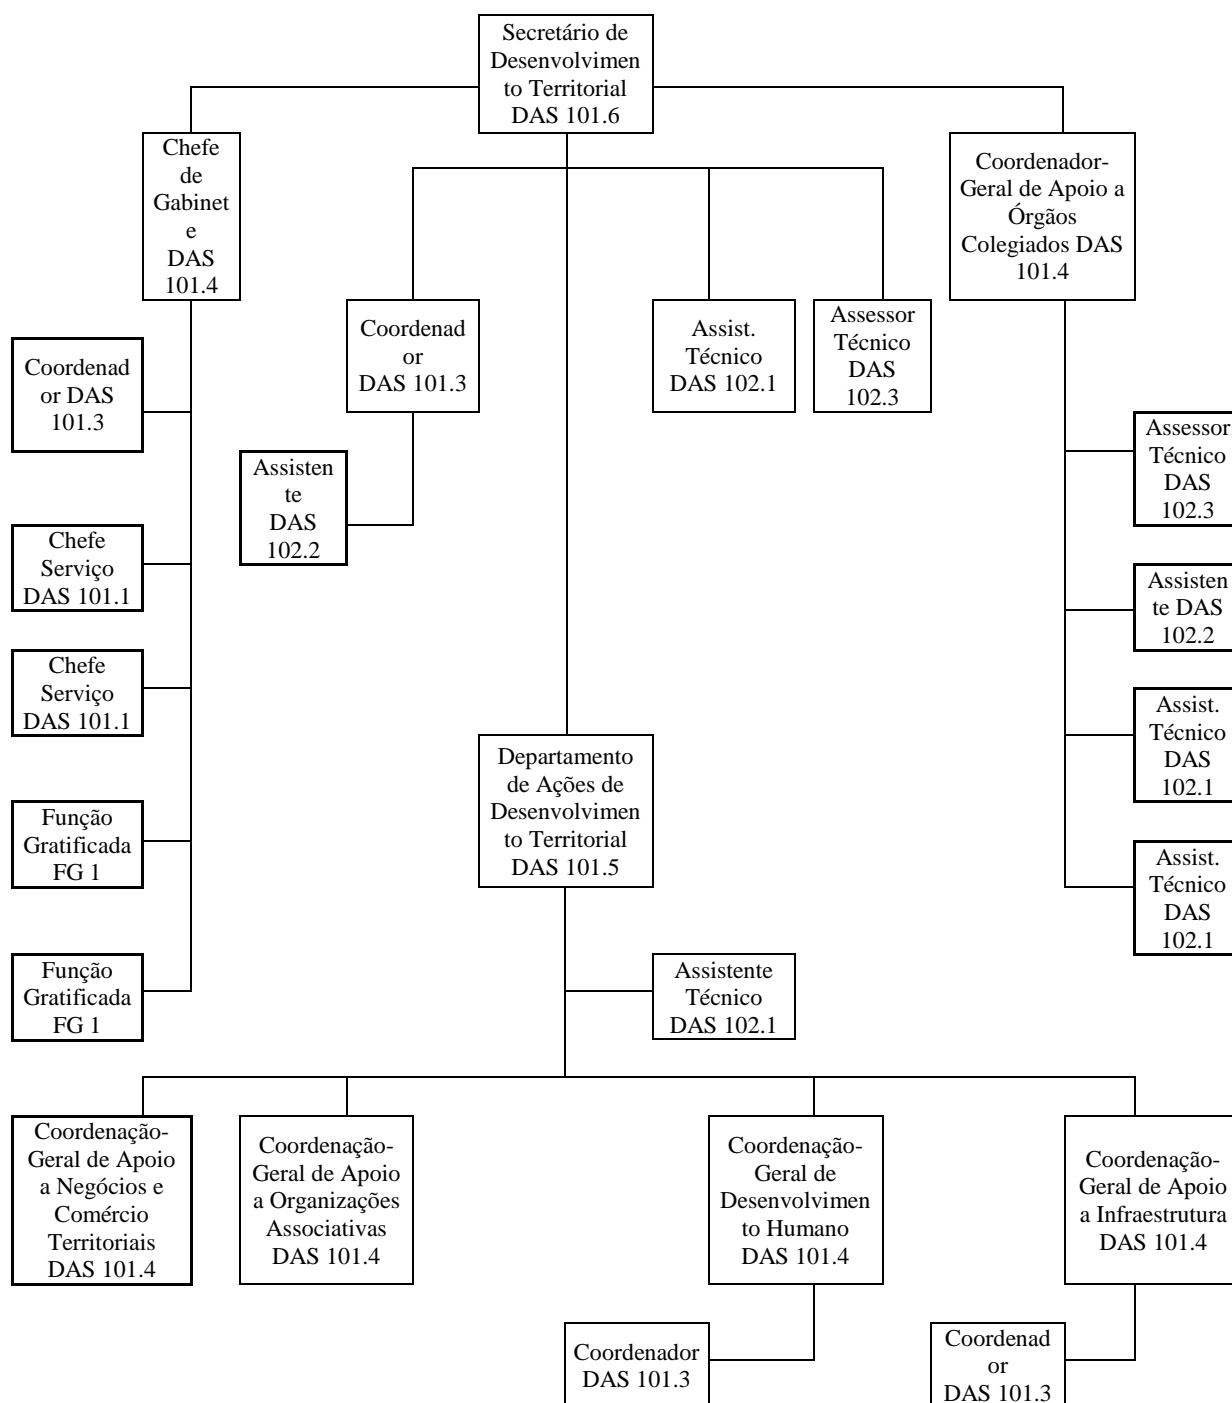 Secretário de
Desenvolvimen
to Territorial
DAS 101.6
Chefe
de
Gabinet
e
DAS
101.4
Coordenador-
Geral de Apoio a
Órgãos
Colegiados DAS
101.4
Coordenad
or
DAS 101.3
Assist.
Técnico
DAS 102.1
Assessor
Técnico
DAS
102.3
Coordenad
or DAS
101.3
Assisten
te
DAS
102.2
Assessor
Técnico
DAS
102.3
Chefe
Serviço
DAS 101.1
Assisten
te DAS
102.2
Chefe
Serviço
DAS 101.1
Assist.
Técnico
DAS
102.1
Departamento
de Ações de
Desenvolvimen
to Territorial
DAS 101.5
Função
Gratificada
FG 1
Assist.
Técnico
DAS
102.1
Função
Gratificada
FG 1
Assistente
Técnico
DAS 102.1
Coordenação-
Geral de Apoio
a Negócios e
Comércio
Territoriais
DAS 101.4
Coordenação-
Geral de Apoio
a Organizações
Associativas
DAS 101.4
Coordenação-
Geral de
Desenvolvimen
to Humano
DAS 101.4
Coordenação-
Geral de Apoio
a Infraestrutura
DAS 101.4
Coordenador
DAS 101.3
Coordenad
or
DAS 101.3